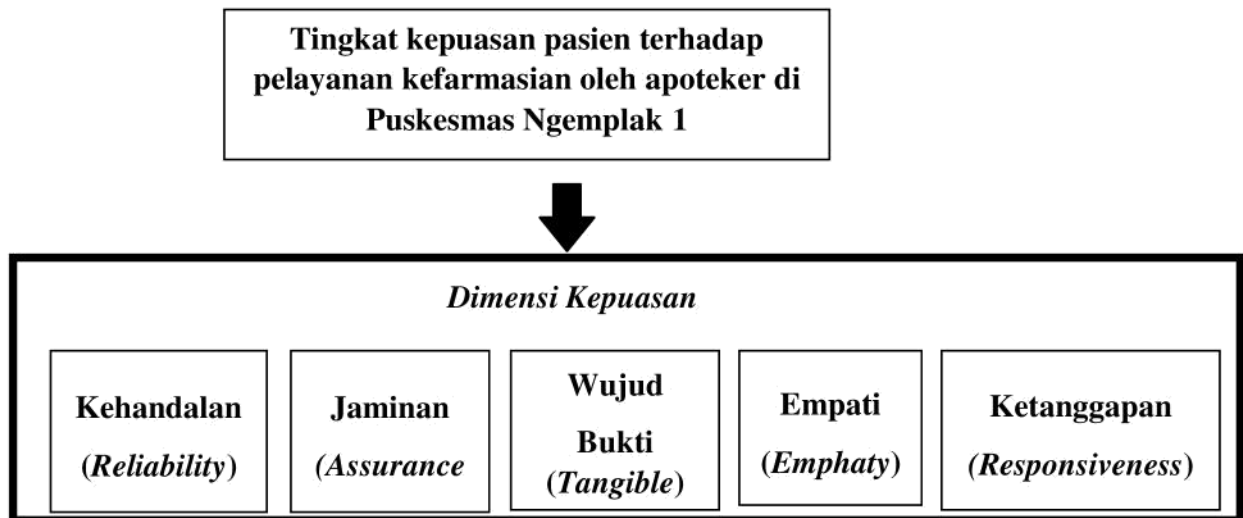 Tingkat kepuasan pasien terhadap
pelayanan kefarmasian oleh apoteker di
Puskesmas Ngemplak 1
Dimensi Kepuasan
Kehandalan
(Reliability)
Jaminan
(Assurance
Wujud
Bukti
(Tangible)
Empati
(Emphaty)
Ketanggapan
(Responsiveness)